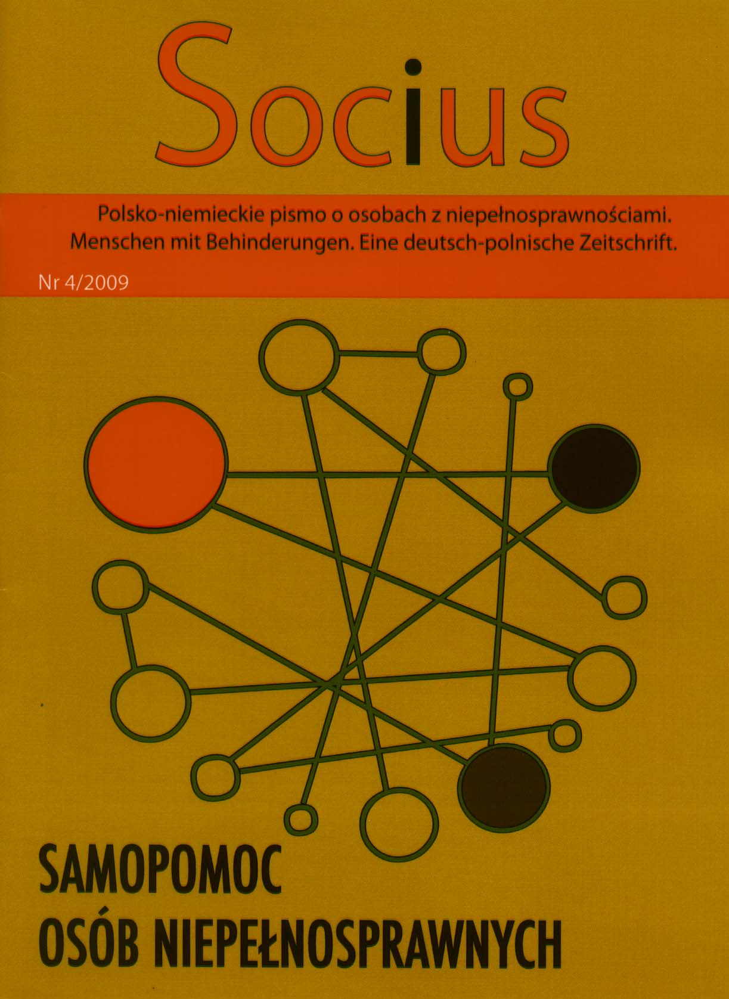 Socius
Polsko-niemieckie pismo o osobach z niepełnosprawnościami.
Menschen mit Behinderungen. Eine deutsch-polnische Zeitschrift.
Nr 4/2009
SAMOPOMOC
OSÓB NIEPEŁNOSPRAWNYCH